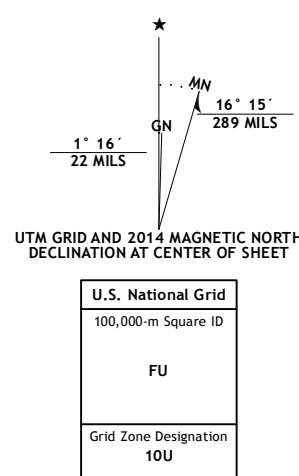 ★
MN
GN
16° 15´
289 MILS
1° 16´
22 MILS
UTM GRID AND 2014 MAGNETIC NORTH
DECLINATION AT CENTER OF SHEET
U.S. National Grid
100,000-m Square ID
FU
Grid Zone Designation
10U